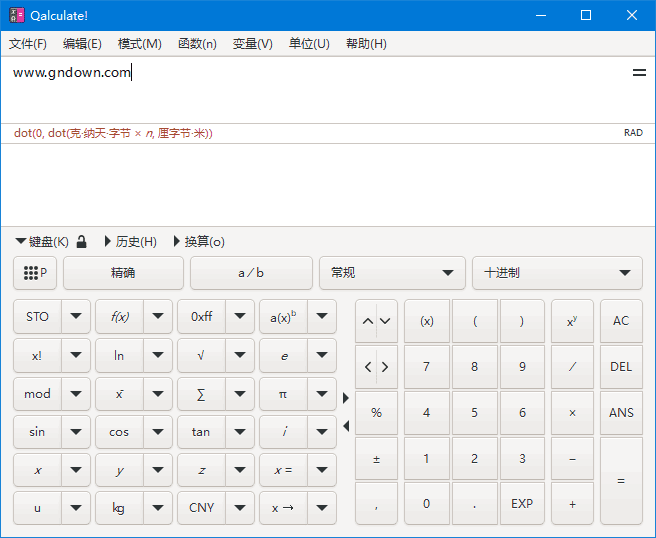 Qalculate!
文件(F) 编辑(E) 模式(M) 函数(n) 变量(V) 单位(U) 帮助(H)
www.gndown.com
=
dot(0, dot(克·纳天·字节 × n, 厘字节·米)) RAD
键盘(K) 历史(H) 换算(o)
P 精确 a ∕ b 常规 十进制
STO f(x) 0xff a(x)ᵇ (x) ( ) xʸ AC
x! ln √ e 7 8 9 ∕ DEL
mod x̄ ∑ π % 4 5 6 × ANS
sin cos tan i ± 1 2 3 −
x y z x = =
u kg CNY x → , 0 . EXP +